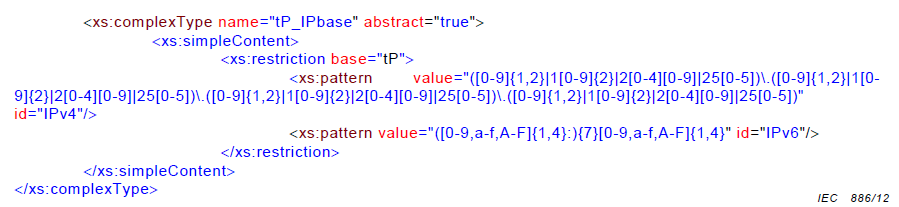 <xs:complexType name="tP_IPbase" abstract="true">
<xs:simpleContent>
<xs:restriction base="tP">
<xs:pattern value="([0-9]{1,2}|1[0-9]{2}|2[0-4][0-9]|25[0-5])\.([0-9]{1,2}|1[0-
9]{2}|2[0-4][0-9]|25[0-5])\.([0-9]{1,2}|1[0-9]{2}|2[0-4][0-9]|25[0-5])\.([0-9]{1,2}|1[0-9]{2}|2[0-4][0-9]|25[0-5])"
id="IPv4"/>
<xs:pattern value="([0-9,a-f,A-F]{1,4}:){7}[0-9,a-f,A-F]{1,4}" id="IPv6"/>
</xs:restriction>
</xs:simpleContent>
</xs:complexType>
IEC 886/12